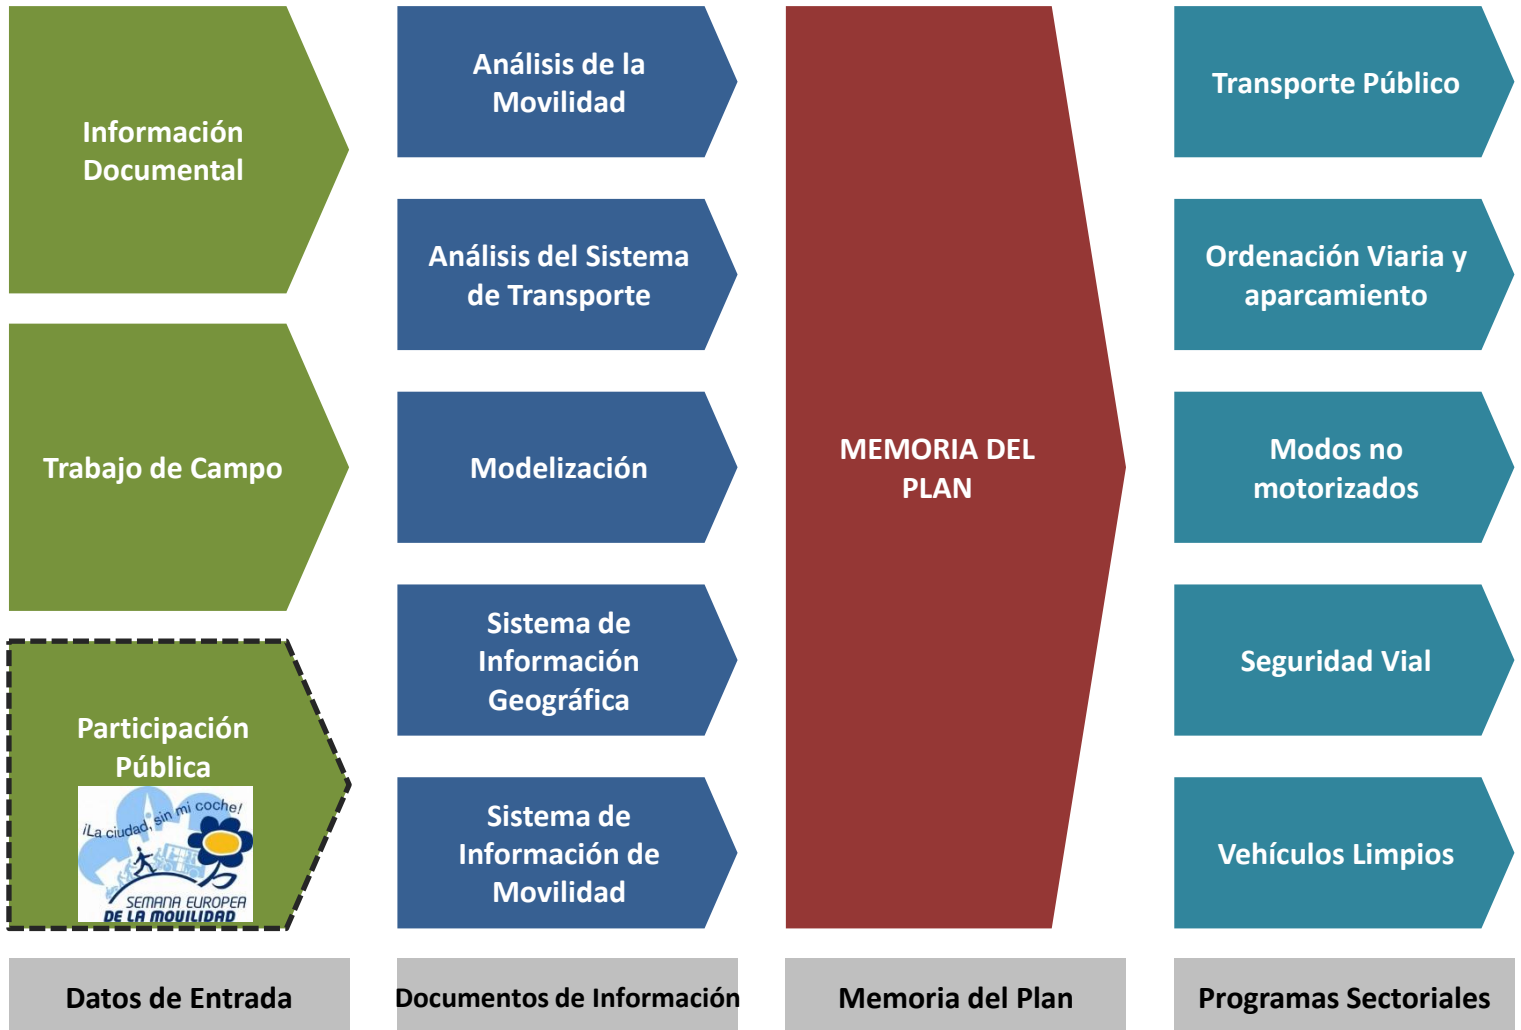 Información
Documental
Trabajo de Campo
Participación
Pública
¡La ciudad, sin mi coche!
SEMANA EUROPEA
DE LA MOVILIDAD
Datos de Entrada
Análisis de la
Movilidad
Análisis del Sistema
de Transporte
Modelización
Sistema de
Información
Geográfica
Sistema de
Información de
Movilidad
Documentos de Información
MEMORIA DEL
PLAN
Memoria del Plan
Transporte Público
Ordenación Viaria y
aparcamiento
Modos no
motorizados
Seguridad Vial
Vehículos Limpios
Programas Sectoriales